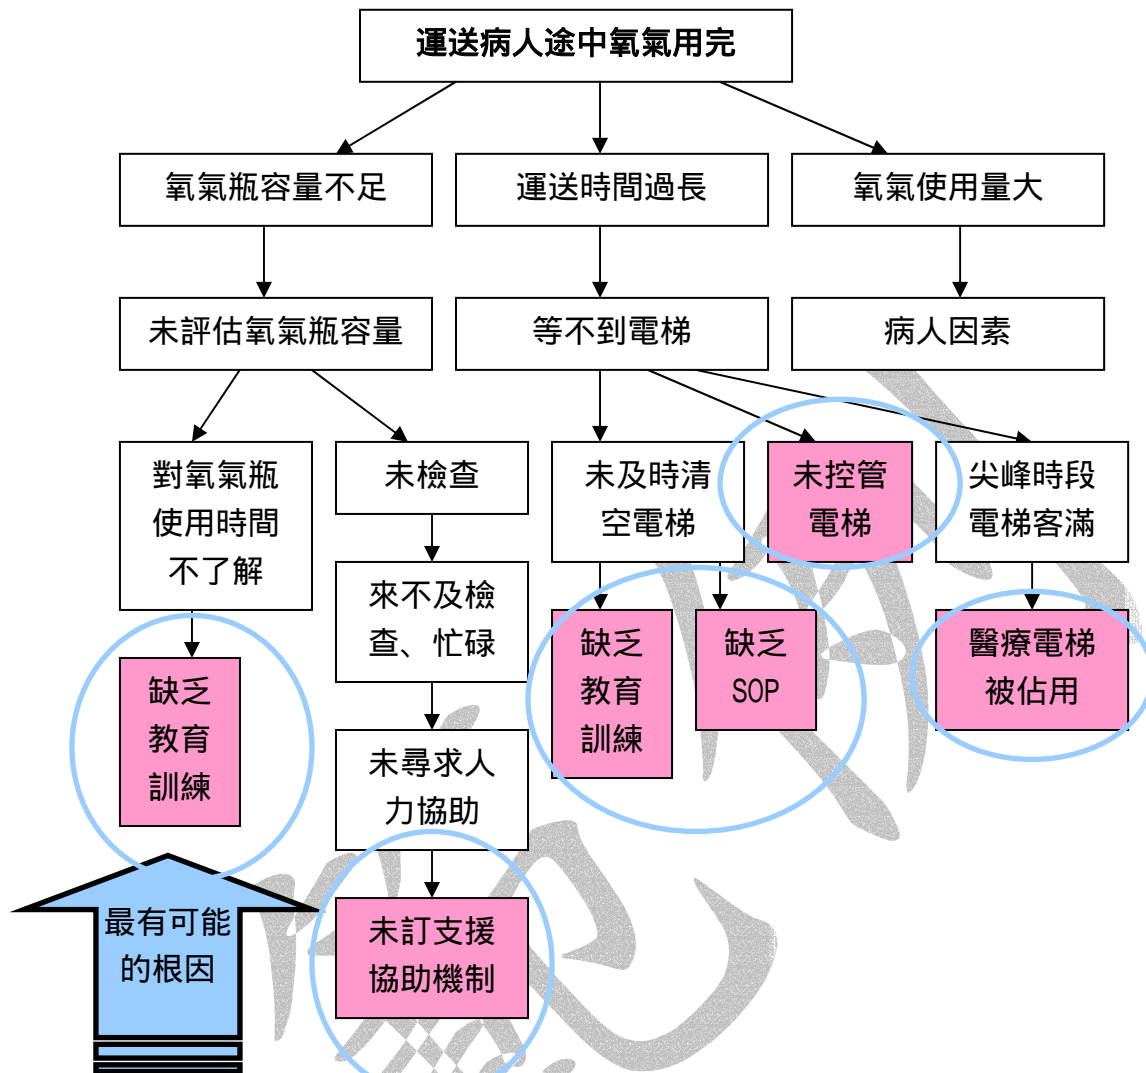 運送病人途中氧氣用完
氧氣瓶容量不足
運送時間過長
氧氣使用量大
未評估氧氣瓶容量
等不到電梯
病人因素
對氧氣瓶
使用時間
不了解
未檢查
未及時清
空電梯
未控管
電梯
尖峰時段
電梯客滿
來不及檢
查、忙碌
缺乏
教育
訓練
缺乏
教育
訓練
缺乏
SOP
醫療電梯
被佔用
未尋求人
力協助
未訂支援
協助機制
最有可能
的根因